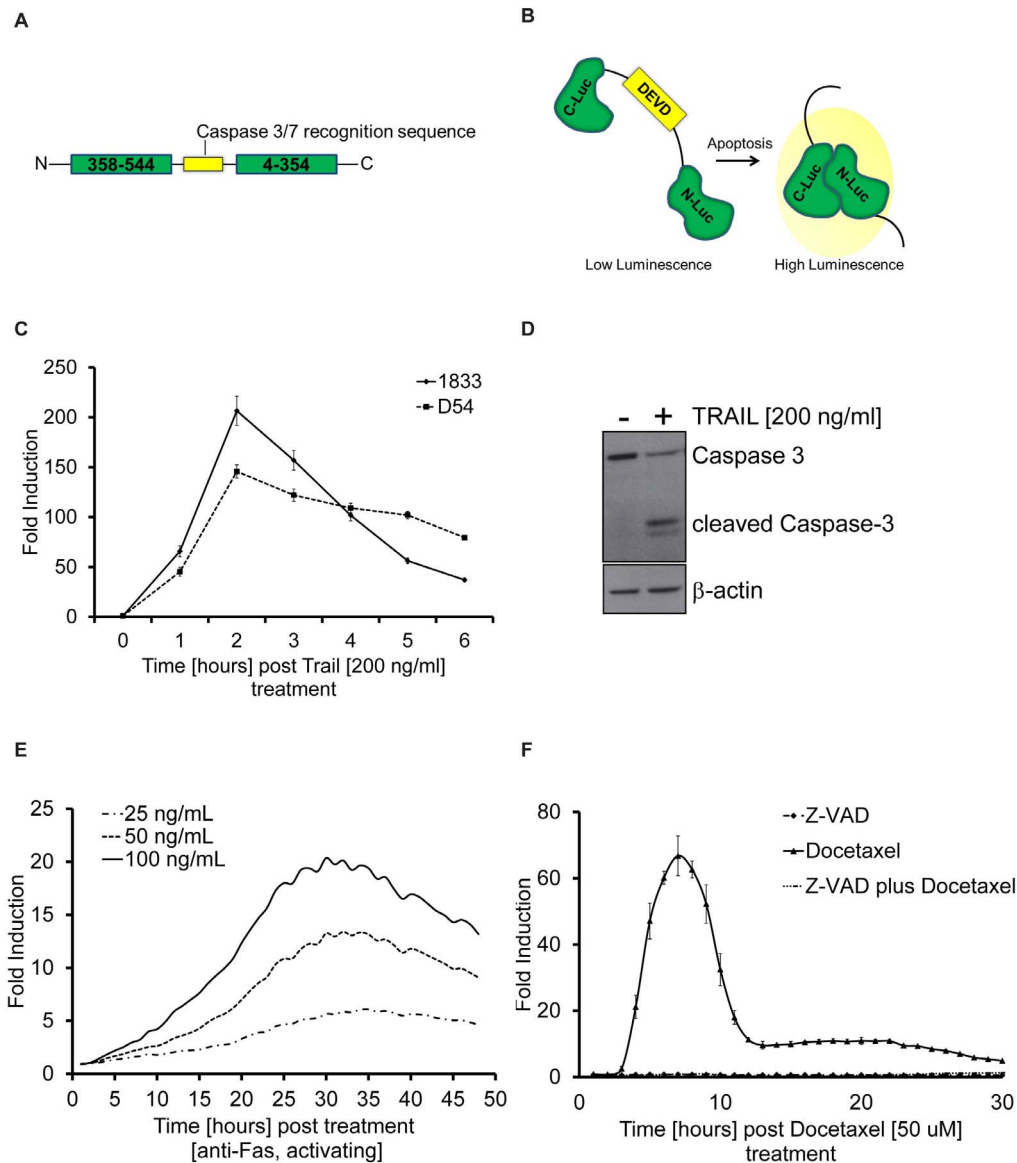 A
Caspase 3/7 recognition sequence
N
358-544
4-354
C
B
C-Luc
DEVD
N-Luc
Apoptosis
C-Luc
N-Luc
Low Luminescence
High Luminescence
C
250
200
150
100
50
0
Fold Induction
1833
D54
0 1 2 3 4 5 6
Time [hours] post Trail [200 ng/ml]
treatment
D
- + TRAIL [200 ng/ml]
Caspase 3
cleaved Caspase-3
β-actin
E
25
20
15
10
5
0
Fold Induction
25 ng/mL
50 ng/mL
100 ng/mL
0 5 10 15 20 25 30 35 40 45 50
Time [hours] post treatment
[anti-Fas, activating]
F
80
60
40
20
0
Fold Induction
Z-VAD
Docetaxel
Z-VAD plus Docetaxel
0 10 20 30
Time [hours] post Docetaxel [50 uM]
treatment